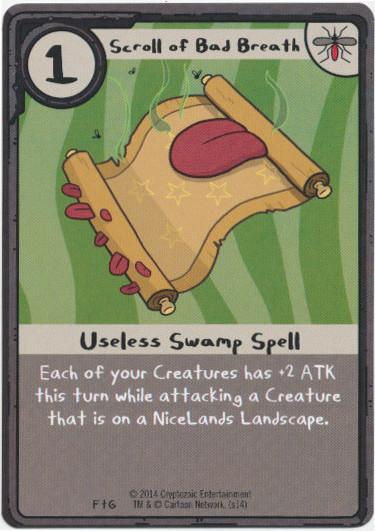 1
Scroll of Bad Breath
Useless Swamp Spell
Each of your Creatures has +2 ATK
this turn while attacking a Creature
that is on a NiceLands Landscape.
© 2014 Cryptozoic Entertainment
FtG TM & © Cartoon Network. (s14)